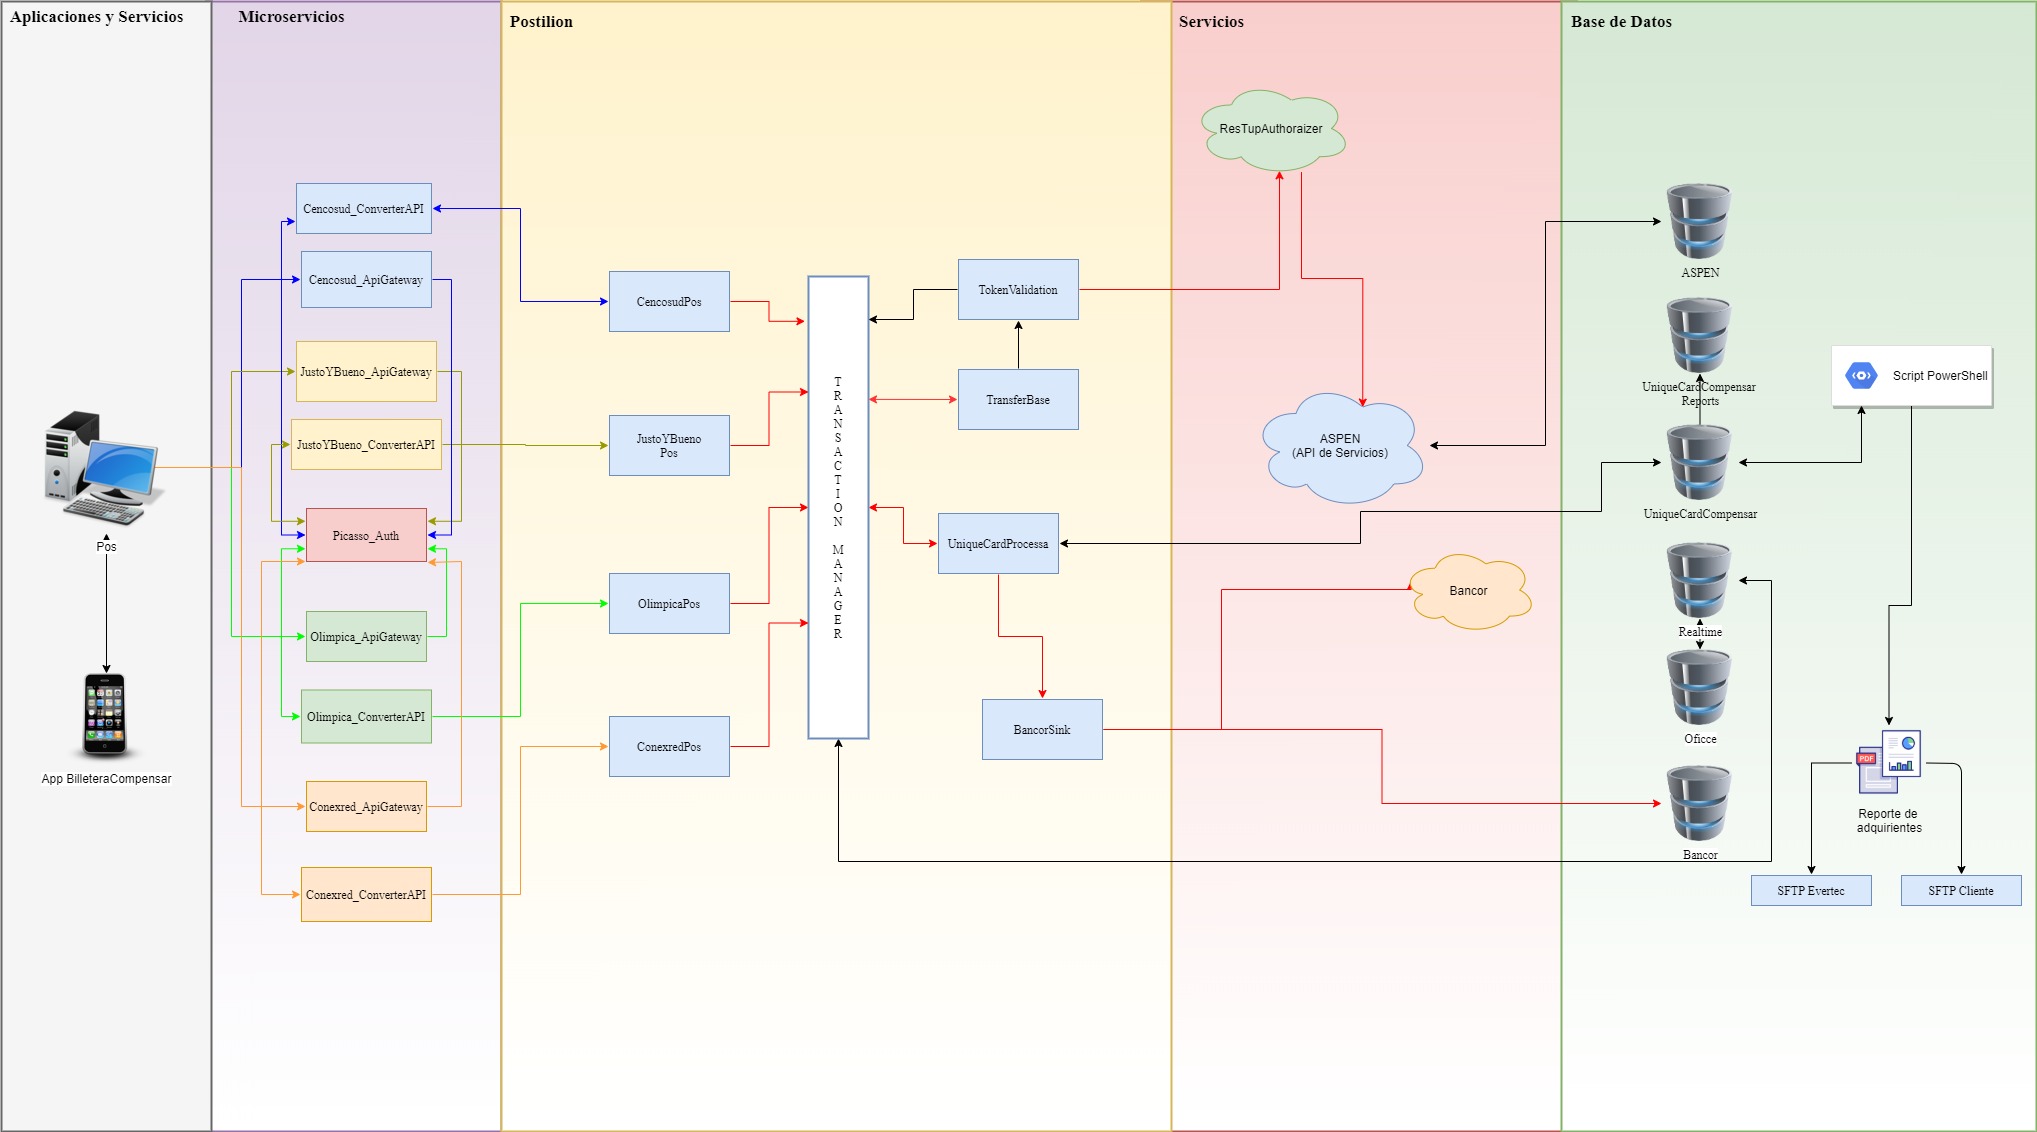 Aplicaciones y Servicios
Microservicios
Postilion
Servicios
Base de Datos
Pos
App BilleteraCompensar
Cencosud_ConverterAPI
Cencosud_ApiGateway
JustoYBueno_ApiGateway
JustoYBueno_ConverterAPI
Picasso_Auth
Olimpica_ApiGateway
Olimpica_ConverterAPI
Conexred_ApiGateway
Conexred_ConverterAPI
CencosudPos
JustoYBueno
Pos
OlimpicaPos
ConexredPos
TRANSACTION MANAGER
TokenValidation
TransferBase
UniqueCardProcessa
BancorSink
ResTupAuthoraizer
ASPEN
(API de Servicios)
Bancor
ASPEN
UniqueCardCompensar
Reports
UniqueCardCompensar
Realtime
Oficce
Bancor
Script PowerShell
PDF
Reporte de
adquirientes
SFTP Evertec
SFTP Cliente